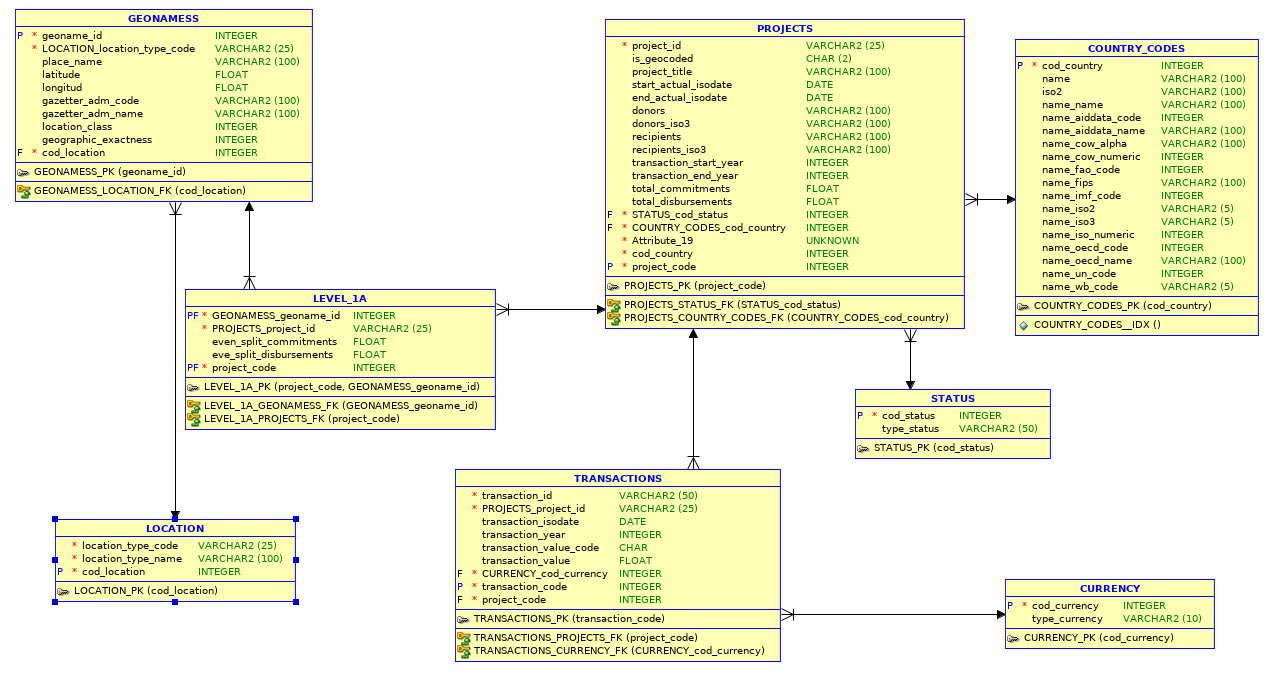 GEONAMESS
P * geoname_id INTEGER
* LOCATION_location_type_code VARCHAR2 (25)
place_name VARCHAR2 (100)
latitude FLOAT
longitud FLOAT
gazetter_adm_code VARCHAR2 (100)
gazetter_adm_name VARCHAR2 (100)
location_class INTEGER
geographic_exactness INTEGER
F * cod_location INTEGER
GEONAMESS_PK (geoname_id)
GEONAMESS_LOCATION_FK (cod_location)
PROJECTS
* project_id VARCHAR2 (25)
is_geocoded CHAR (2)
project_title VARCHAR2 (100)
start_actual_isodate DATE
end_actual_isodate DATE
donors VARCHAR2 (100)
donors_iso3 VARCHAR2 (100)
recipients VARCHAR2 (100)
recipients_iso3 VARCHAR2 (100)
transaction_start_year INTEGER
transaction_end_year INTEGER
total_commitments FLOAT
total_disbursements FLOAT
F * STATUS_cod_status INTEGER
F * COUNTRY_CODES_cod_country INTEGER
* Attribute_19 UNKNOWN
* cod_country INTEGER
P * project_code INTEGER
PROJECTS_PK (project_code)
PROJECTS_STATUS_FK (STATUS_cod_status)
PROJECTS_COUNTRY_CODES_FK (COUNTRY_CODES_cod_country)
COUNTRY_CODES
P * cod_country INTEGER
name VARCHAR2 (100)
iso2 VARCHAR2 (100)
name_name VARCHAR2 (100)
name_aiddata_code INTEGER
name_aiddata_name VARCHAR2 (100)
name_cow_alpha VARCHAR2 (100)
name_cow_numeric INTEGER
name_fao_code INTEGER
name_fips VARCHAR2 (100)
name_imf_code INTEGER
name_iso2 VARCHAR2 (5)
name_iso3 VARCHAR2 (5)
name_iso_numeric INTEGER
name_oecd_code INTEGER
name_oecd_name VARCHAR2 (100)
name_un_code INTEGER
name_wb_code VARCHAR2 (5)
COUNTRY_CODES_PK (cod_country)
COUNTRY_CODES__IDX ()
LEVEL_1A
PF * GEONAMESS_geoname_id INTEGER
* PROJECTS_project_id VARCHAR2 (25)
even_split_commitments FLOAT
eve_split_disbursements FLOAT
PF * project_code INTEGER
LEVEL_1A_PK (project_code, GEONAMESS_geoname_id)
LEVEL_1A_GEONAMESS_FK (GEONAMESS_geoname_id)
LEVEL_1A_PROJECTS_FK (project_code)
STATUS
P * cod_status INTEGER
type_status VARCHAR2 (50)
STATUS_PK (cod_status)
LOCATION
* location_type_code VARCHAR2 (25)
* location_type_name VARCHAR2 (100)
P * cod_location INTEGER
LOCATION_PK (cod_location)
TRANSACTIONS
* transaction_id VARCHAR2 (50)
* PROJECTS_project_id VARCHAR2 (25)
transaction_isodate DATE
transaction_year INTEGER
transaction_value_code CHAR
transaction_value FLOAT
F * CURRENCY_cod_currency INTEGER
P * transaction_code INTEGER
F * project_code INTEGER
TRANSACTIONS_PK (transaction_code)
TRANSACTIONS_PROJECTS_FK (project_code)
TRANSACTIONS_CURRENCY_FK (CURRENCY_cod_currency)
CURRENCY
P * cod_currency INTEGER
type_currency VARCHAR2 (10)
CURRENCY_PK (cod_currency)